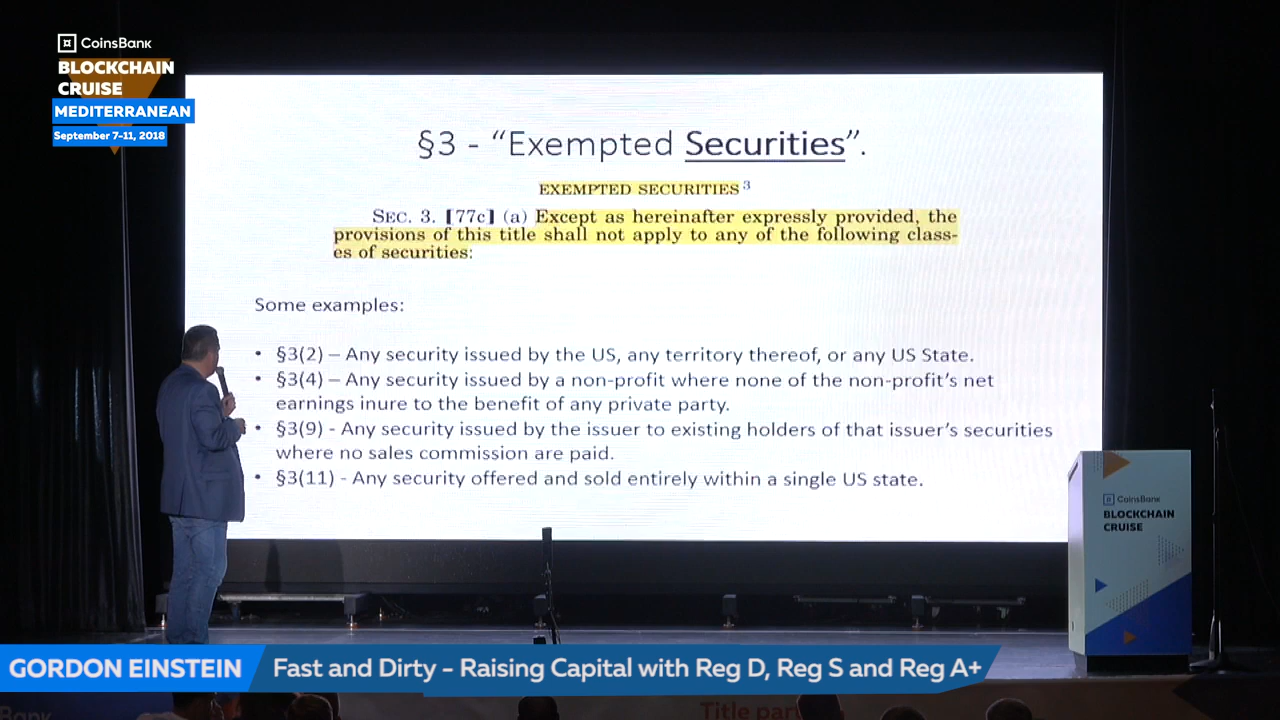 CoinsBank
BLOCKCHAIN
CRUISE
MEDITERRANEAN
September 7-11, 2018
§3 - “Exempted Securities”.
EXEMPTED SECURITIES 3
SEC. 3. [77c] (a) Except as hereinafter expressly provided, the
provisions of this title shall not apply to any of the following class-
es of securities:
Some examples:
• §3(2) – Any security issued by the US, any territory thereof, or any US State.
• §3(4) – Any security issued by a non-profit where none of the non-profit’s net
earnings inure to the benefit of any private party.
• §3(9) - Any security issued by the issuer to existing holders of that issuer’s securities
where no sales commission are paid.
• §3(11) - Any security offered and sold entirely within a single US state.
CoinsBank
BLOCKCHAIN
CRUISE
GORDON EINSTEIN
Fast and Dirty – Raising Capital with Reg D, Reg S and Reg A+
Bank
Title par